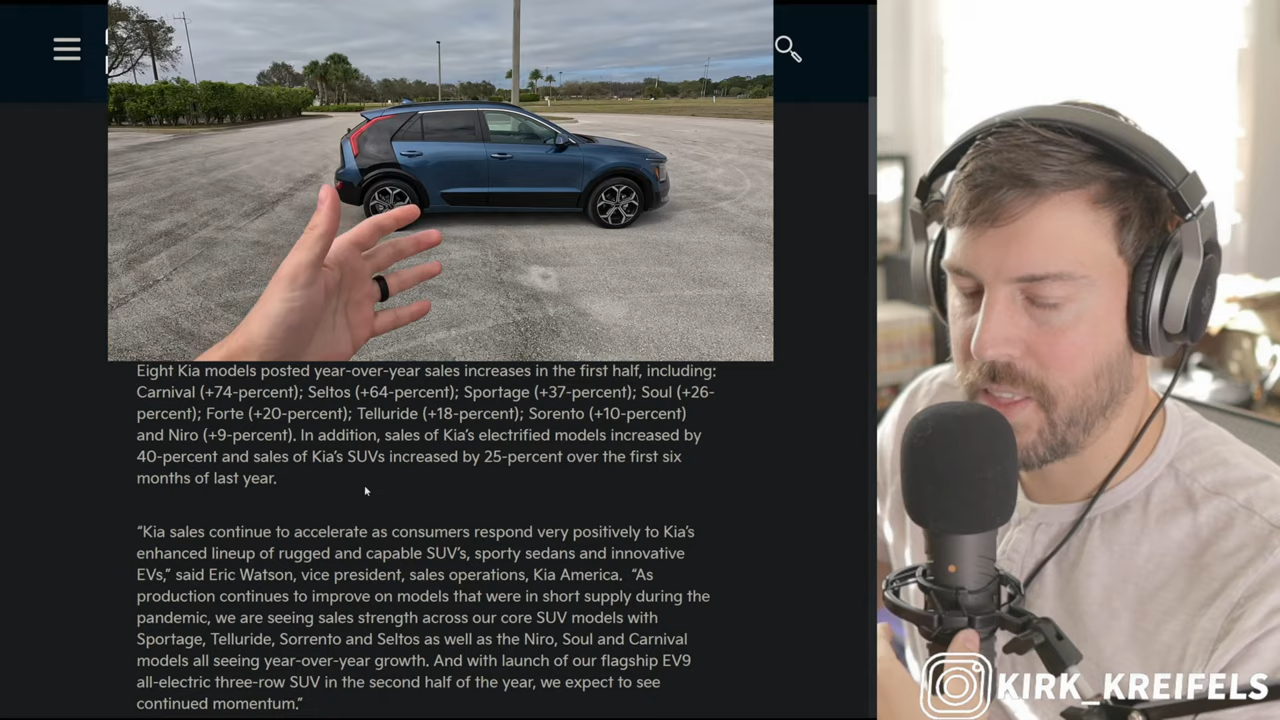 Eight Kia models posted year-over-year sales increases in the first half, including:
Carnival (+74-percent); Seltos (+64-percent); Sportage (+37-percent); Soul (+26-
percent); Forte (+20-percent); Telluride (+18-percent); Sorento (+10-percent)
and Niro (+9-percent). In addition, sales of Kia’s electrified models increased by
40-percent and sales of Kia’s SUVs increased by 25-percent over the first six
months of last year.
“Kia sales continue to accelerate as consumers respond very positively to Kia’s
enhanced lineup of rugged and capable SUV’s, sporty sedans and innovative
EVs,” said Eric Watson, vice president, sales operations, Kia America. “As
production continues to improve on models that were in short supply during the
pandemic, we are seeing sales strength across our core SUV models with
Sportage, Telluride, Sorrento and Seltos as well as the Niro, Soul and Carnival
models all seeing year-over-year growth. And with launch of our flagship EV9
all-electric three-row SUV in the second half of the year, we expect to see
continued momentum.”
KIRK_KREIFELS